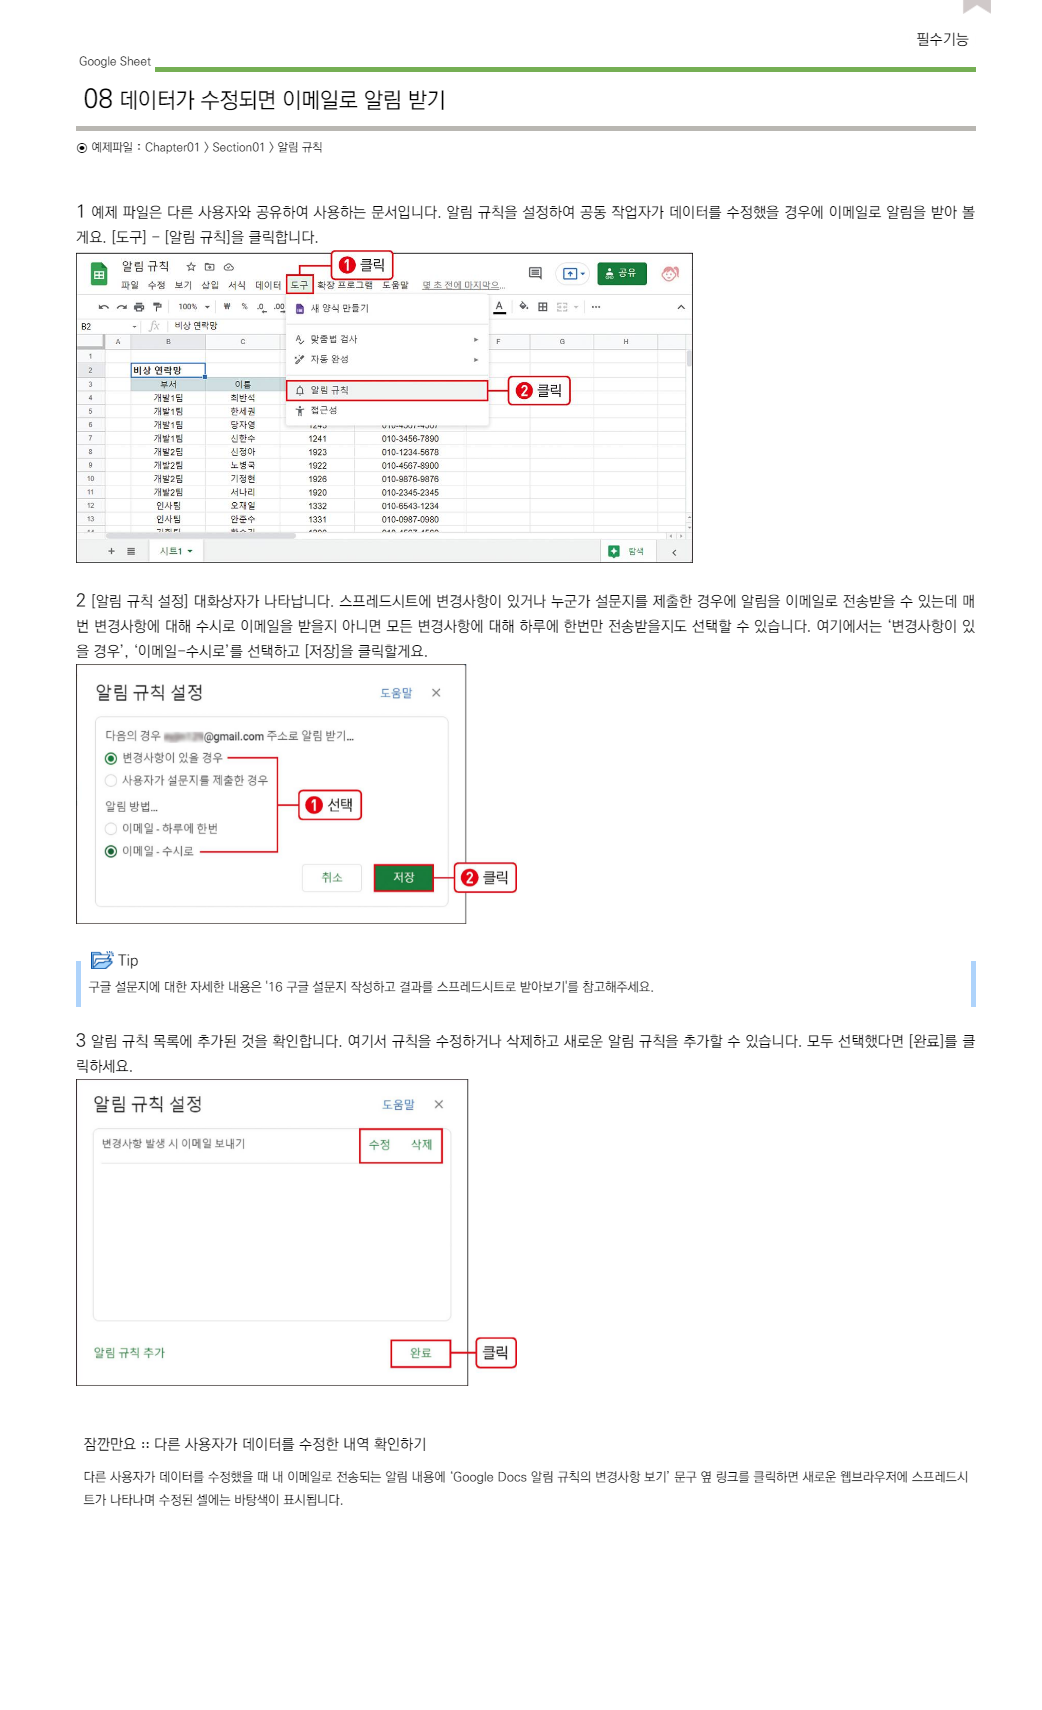 필수기능
Google Sheet
08 데이터가 수정되면 이메일로 알림 받기
◉ 예제파일 : Chapter01 〉 Section01 〉 알림 규칙
1 예제 파일은 다른 사용자와 공유하여 사용하는 문서입니다. 알림 규칙을 설정하여 공동 작업자가 데이터를 수정했을 경우에 이메일로 알림을 받아 볼
게요. [도구] – [알림 규칙]을 클릭합니다.
알림 규칙
❶ 클릭
공유
파일 수정 보기 삽입 서식 데이터 도구 확장 프로그램 도움말 몇 초 전에 마지막으...
100% ₩ % .0 .00 새 양식 만들기 A
B2 fx 비상 연락망
맞춤법 검사
A B C F G H
자동 완성
1
2 비상 연락망
3 부서 이름
알림 규칙
❷ 클릭
4 개발1팀 최반석
접근성
5 개발1팀 한세권
6 개발1팀 당자영 1243 010-4567-4567
7 개발1팀 신한수 1241 010-3456-7890
8 개발2팀 신정아 1923 010-1234-5678
9 개발2팀 노병국 1922 010-4567-8900
10 개발2팀 기정현 1926 010-9876-9876
11 개발2팀 서나리 1920 010-2345-2345
12 인사팀 오재일 1332 010-6543-1234
13 인사팀 안준수 1331 010-0987-0980
시트1 탐색
2 [알림 규칙 설정] 대화상자가 나타납니다. 스프레드시트에 변경사항이 있거나 누군가 설문지를 제출한 경우에 알림을 이메일로 전송받을 수 있는데 매
번 변경사항에 대해 수시로 이메일을 받을지 아니면 모든 변경사항에 대해 하루에 한번만 전송받을지도 선택할 수 있습니다. 여기에서는 ‘변경사항이 있
을 경우’, ‘이메일–수시로’를 선택하고 [저장]을 클릭할게요.
알림 규칙 설정 도움말 ×
다음의 경우 @gmail.com 주소로 알림 받기...
변경사항이 있을 경우
사용자가 설문지를 제출한 경우
알림 방법...
❶ 선택
이메일 - 하루에 한번
이메일 - 수시로
취소 저장
❷ 클릭
Tip
구글 설문지에 대한 자세한 내용은 '16 구글 설문지 작성하고 결과를 스프레드시트로 받아보기'를 참고해주세요.
3 알림 규칙 목록에 추가된 것을 확인합니다. 여기서 규칙을 수정하거나 삭제하고 새로운 알림 규칙을 추가할 수 있습니다. 모두 선택했다면 [완료]를 클
릭하세요.
알림 규칙 설정 도움말 ×
변경사항 발생 시 이메일 보내기 수정 삭제
알림 규칙 추가 완료
클릭
잠깐만요 :: 다른 사용자가 데이터를 수정한 내역 확인하기
다른 사용자가 데이터를 수정했을 때 내 이메일로 전송되는 알림 내용에 ‘Google Docs 알림 규칙의 변경사항 보기’ 문구 옆 링크를 클릭하면 새로운 웹브라우저에 스프레드시
트가 나타나며 수정된 셀에는 바탕색이 표시됩니다.